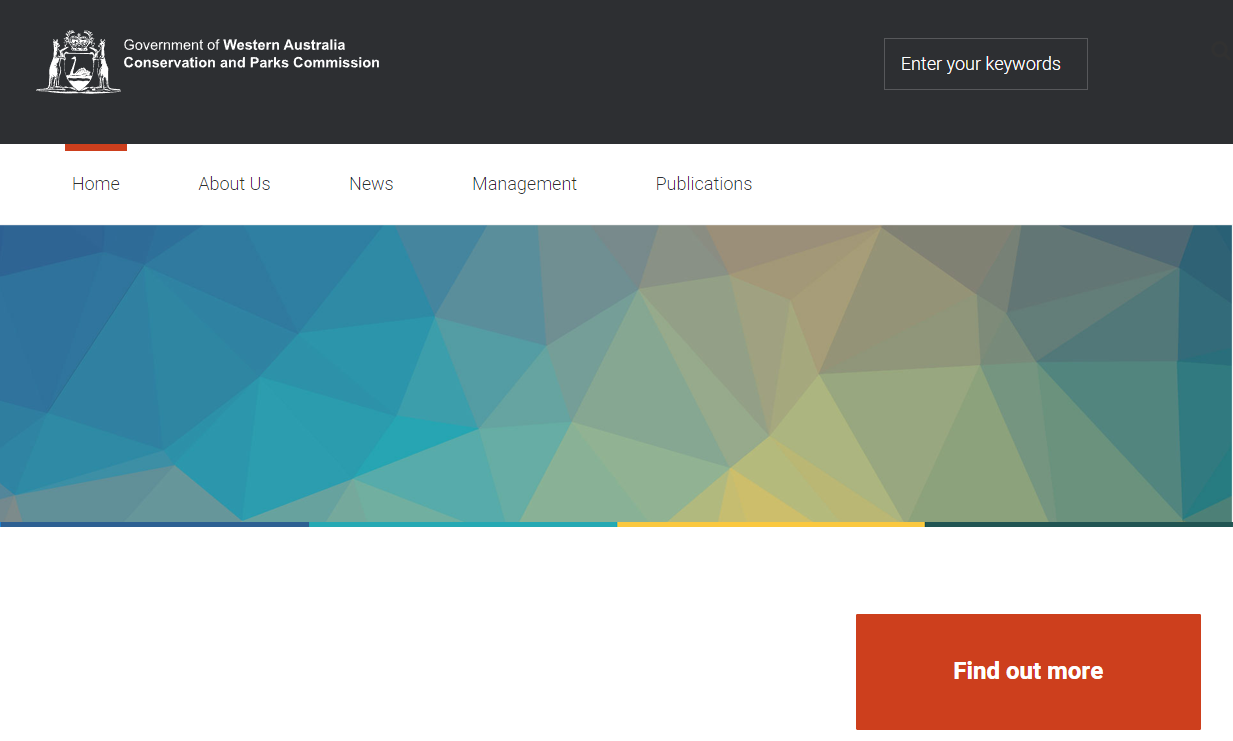 Government of Western Australia
Conservation and Parks Commission
Enter your keywords
Home
About Us
News
Management
Publications
Find out more